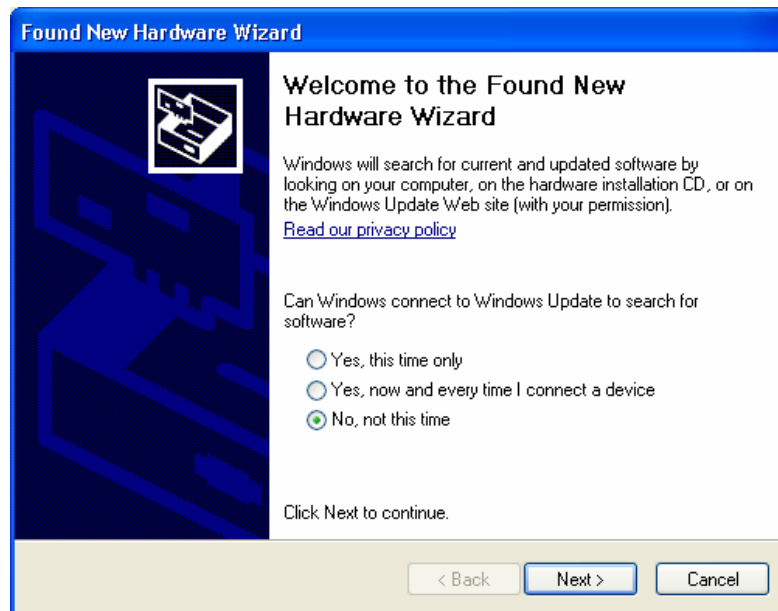 Found New Hardware Wizard
Welcome to the Found New
Hardware Wizard
Windows will search for current and updated software by
looking on your computer, on the hardware installation CD, or on
the Windows Update Web site (with your permission).
Read our privacy policy
Can Windows connect to Windows Update to search for
software?
Yes, this time only
Yes, now and every time I connect a device
No, not this time
Click Next to continue.
< Back
Next >
Cancel